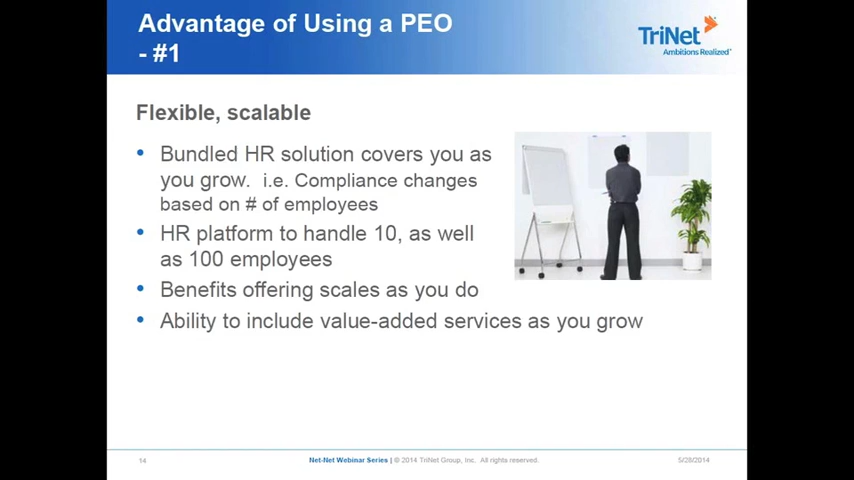 Advantage of Using a PEO
- #1
TriNet
Ambitions Realized
Flexible, scalable
• Bundled HR solution covers you as
you grow. i.e. Compliance changes
based on # of employees
• HR platform to handle 10, as well
as 100 employees
• Benefits offering scales as you do
• Ability to include value-added services as you grow
14
Net-Net Webinar Series | © 2014 TriNet Group, Inc. All rights reserved.
5/28/2014